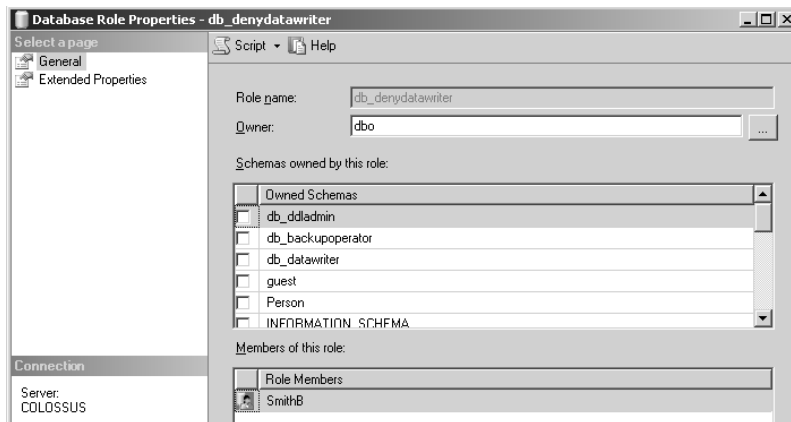 Database Role Properties - db_denydatawriter
Select a page
General
Extended Properties
Script
Help
Role name:
db_denydatawriter
Owner:
dbo
...
Schemas owned by this role:
Owned Schemas
db_ddladmin
db_backupoperator
db_datawriter
guest
Person
INFORMATION_SCHEMA
Members of this role:
Role Members
SmithB
Connection
Server:
COLOSSUS